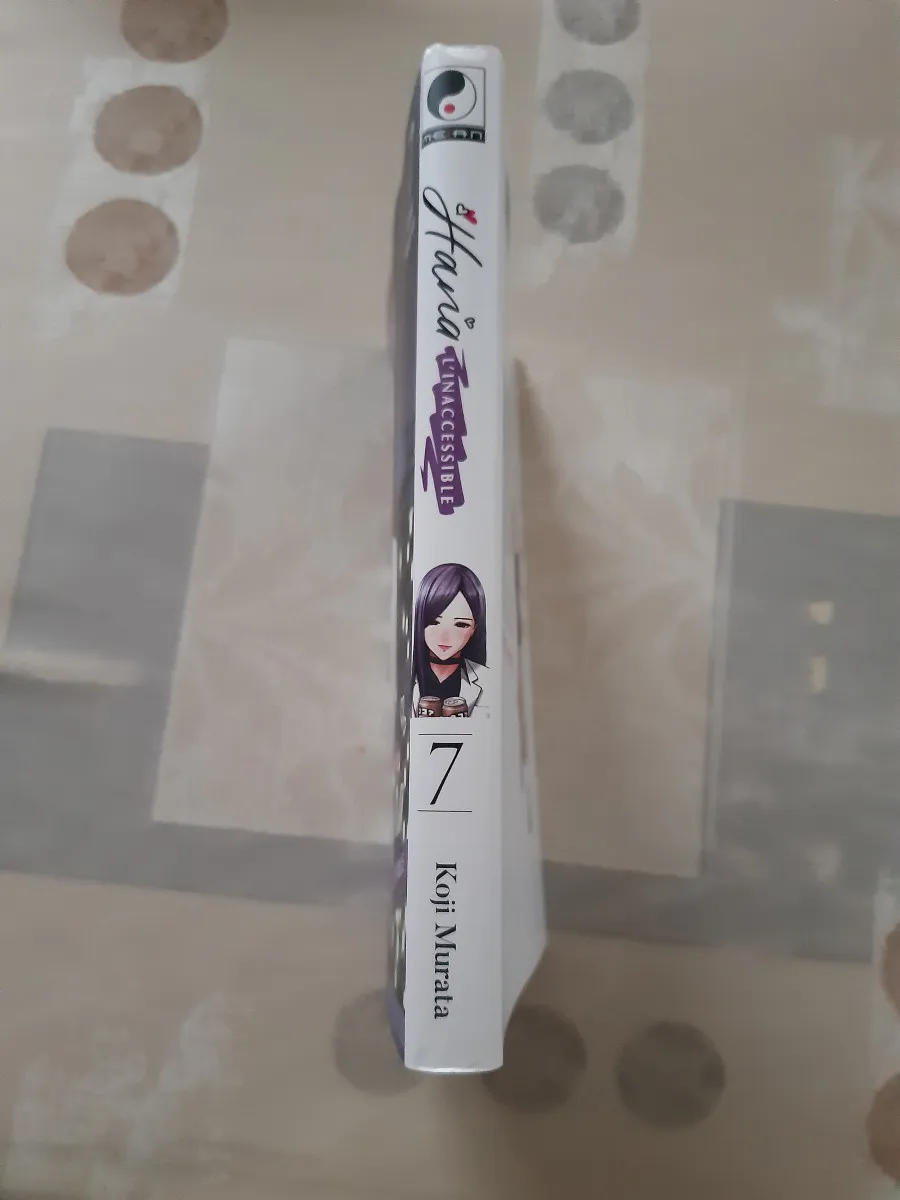 MEIAN
Hana
L'INACCESSIBLE
7
Koji Murata